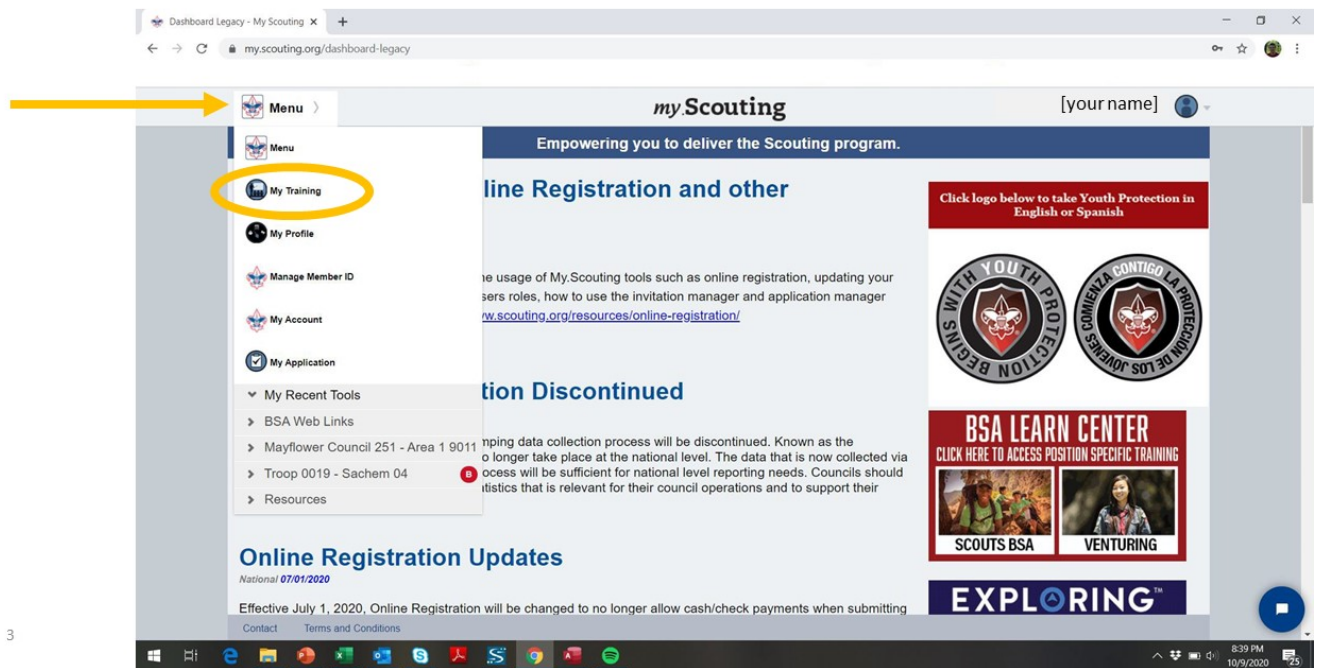 Dashboard Legacy - My Scouting
my.scouting.org/dashboard-legacy
Menu
my.Scouting
[your name]
Empowering you to deliver the Scouting program.
Menu
My Training
My Profile
Manage Member ID
My Account
My Application
My Recent Tools
BSA Web Links
Mayflower Council 251 - Area 1 9011
Troop 0019 - Sachem 04 B
Resources
line Registration and other
e usage of My.Scouting tools such as online registration, updating your
sers roles, how to use the invitation manager and application manager
w.scouting.org/resources/online-registration/
tion Discontinued
mping data collection process will be discontinued. Known as the
o longer take place at the national level. The data that is now collected via
ocess will be sufficient for national level reporting needs. Councils should
tistics that is relevant for their council operations and to support their
Online Registration Updates
National 07/01/2020
Effective July 1, 2020, Online Registration will be changed to no longer allow cash/check payments when submitting
Click logo below to take Youth Protection in
English or Spanish
YOUTH PROTECTION BEGINS WITH YOU
LA PROTECCIÓN DE LOS JÓVENES COMIENZA CONTIGO
BSA LEARN CENTER
CLICK HERE TO ACCESS POSITION SPECIFIC TRAINING
SCOUTS BSA
VENTURING
EXPLORING™
Contact Terms and Conditions
3
8:39 PM
10/9/2020
25